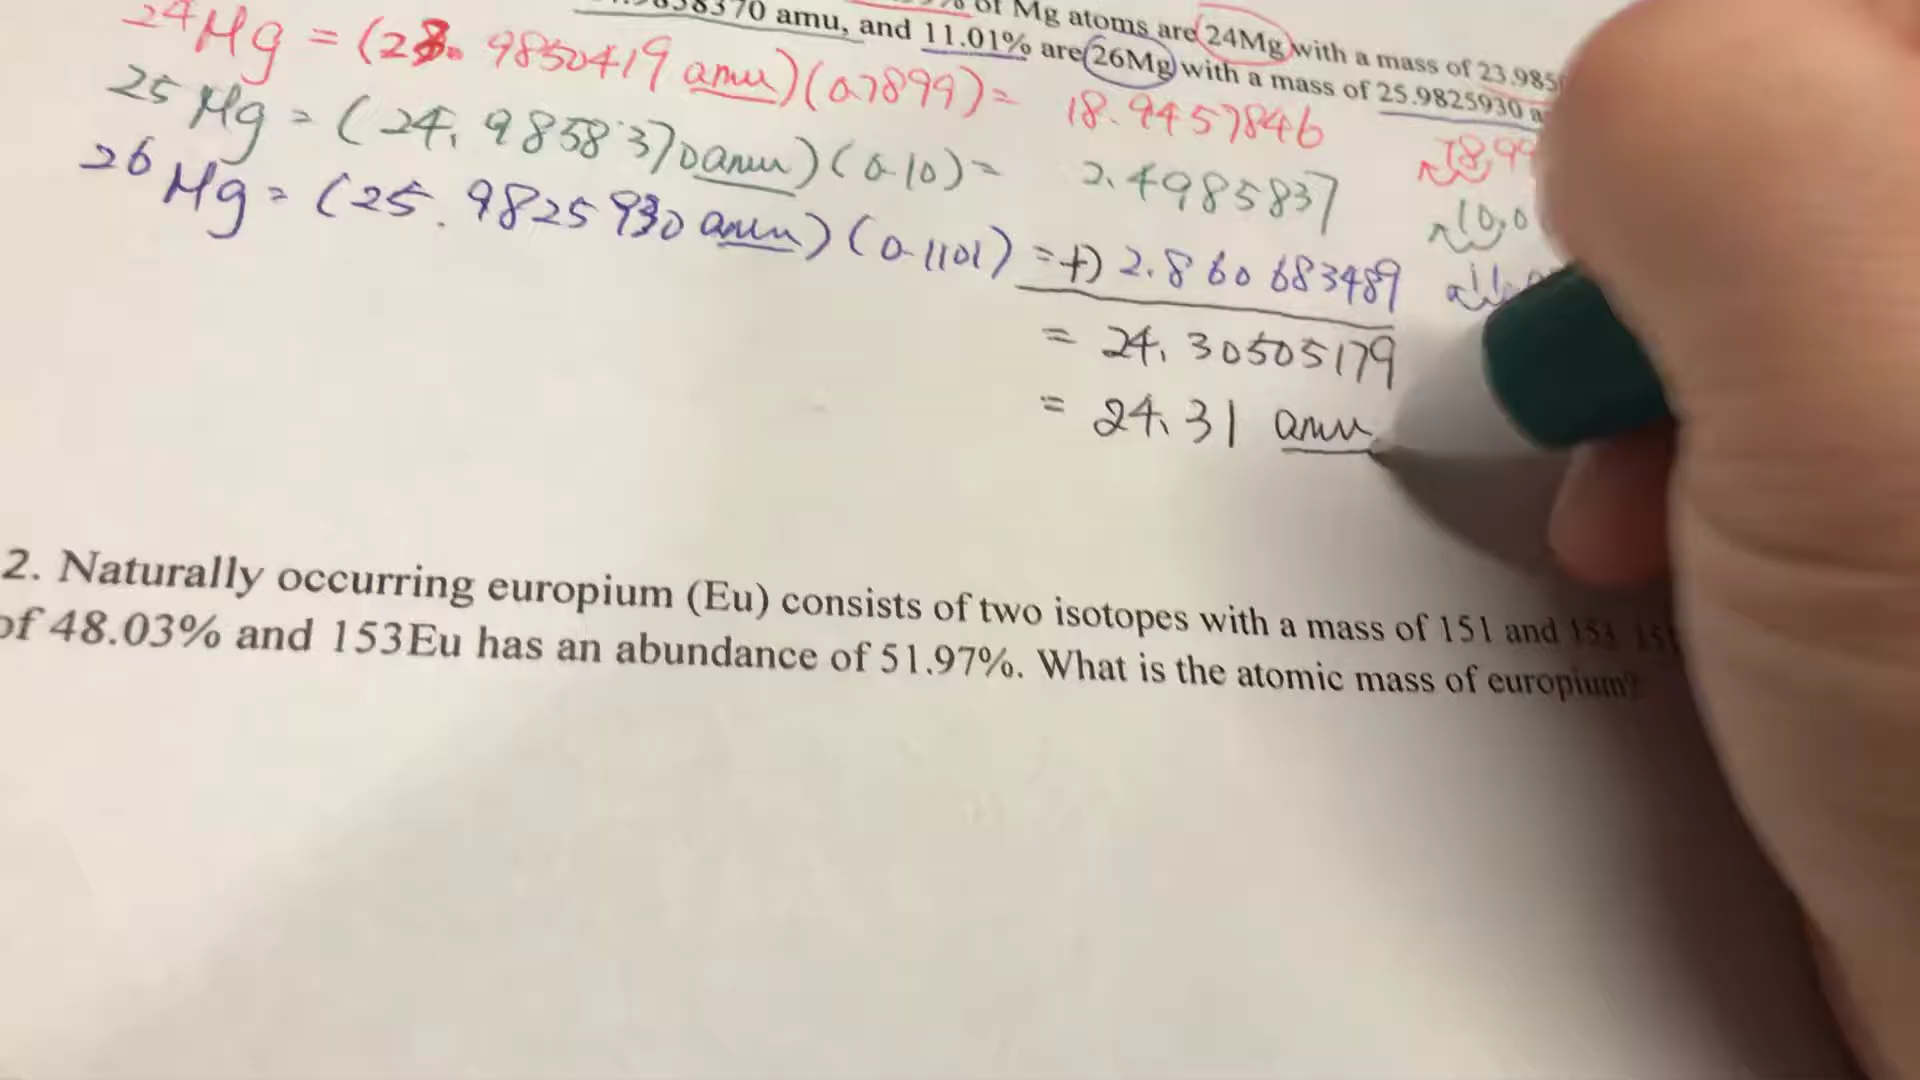 of Mg atoms are 24Mg with a mass of 23.985
amu, and 11.01% are 26Mg with a mass of 25.9825930
24Mg = (23.9850419 amu)(0.7899) = 18.9457846
25Mg = (24.9858370 amu)(0.10) = 2.4985837
26Mg = (25.9825930 amu)(0.1101) = +) 2.860683489
= 24.30505179
= 24.31 amu
2. Naturally occurring europium (Eu) consists of two isotopes with a mass of 151 and 153. 151
of 48.03% and 153Eu has an abundance of 51.97%. What is the atomic mass of europium?